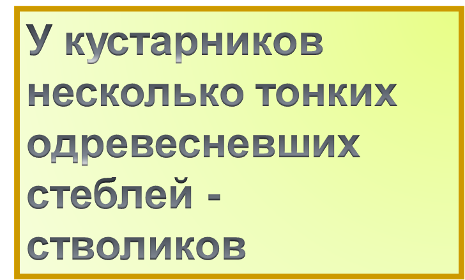 У кустарников
несколько тонких
одревесневших
стеблей -
стволиков